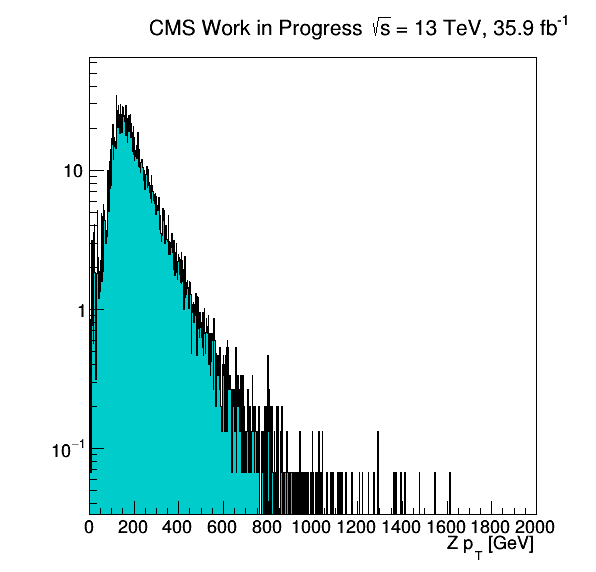 CMS Work in Progress √s = 13 TeV, 35.9 fb⁻¹
10
1
10⁻¹
0 200 400 600 800 1000 1200 1400 1600 1800 2000
Z p_T [GeV]